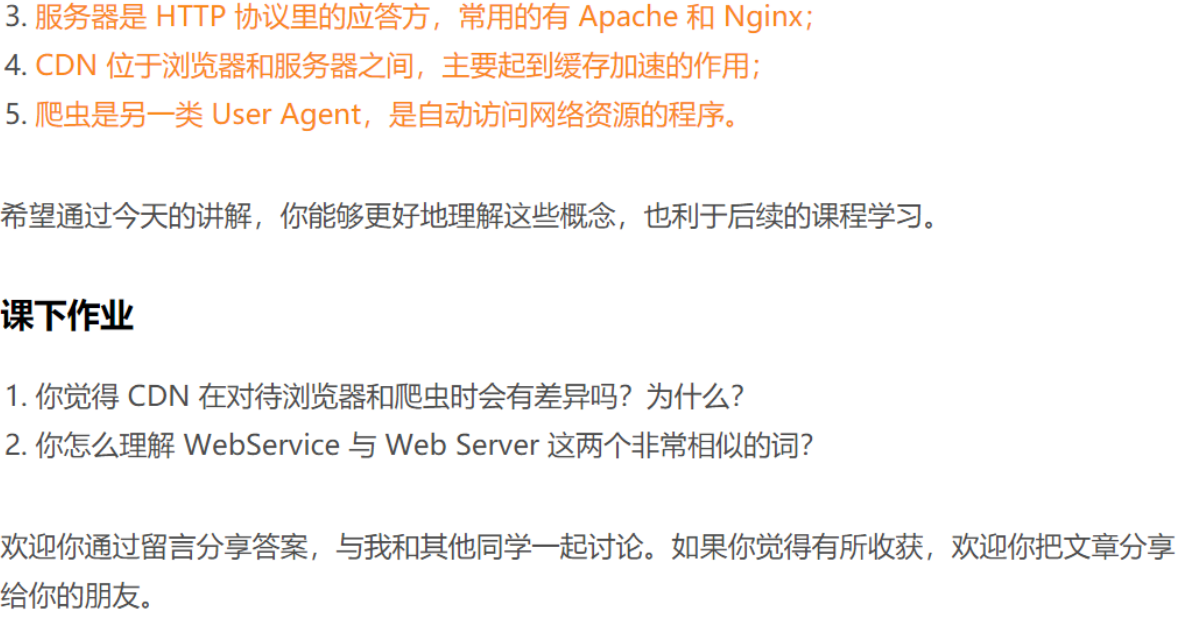 3. 服务器是 HTTP 协议里的应答方，常用的有 Apache 和 Nginx；
4. CDN 位于浏览器和服务器之间，主要起到缓存加速的作用；
5. 爬虫是另一类 User Agent，是自动访问网络资源的程序。
希望通过今天的讲解，你能够更好地理解这些概念，也利于后续的课程学习。
课下作业
1. 你觉得 CDN 在对待浏览器和爬虫时会有差异吗？为什么？
2. 你怎么理解 WebService 与 Web Server 这两个非常相似的词？
欢迎你通过留言分享答案，与我和其他同学一起讨论。如果你觉得有所收获，欢迎你把文章分享
给你的朋友。